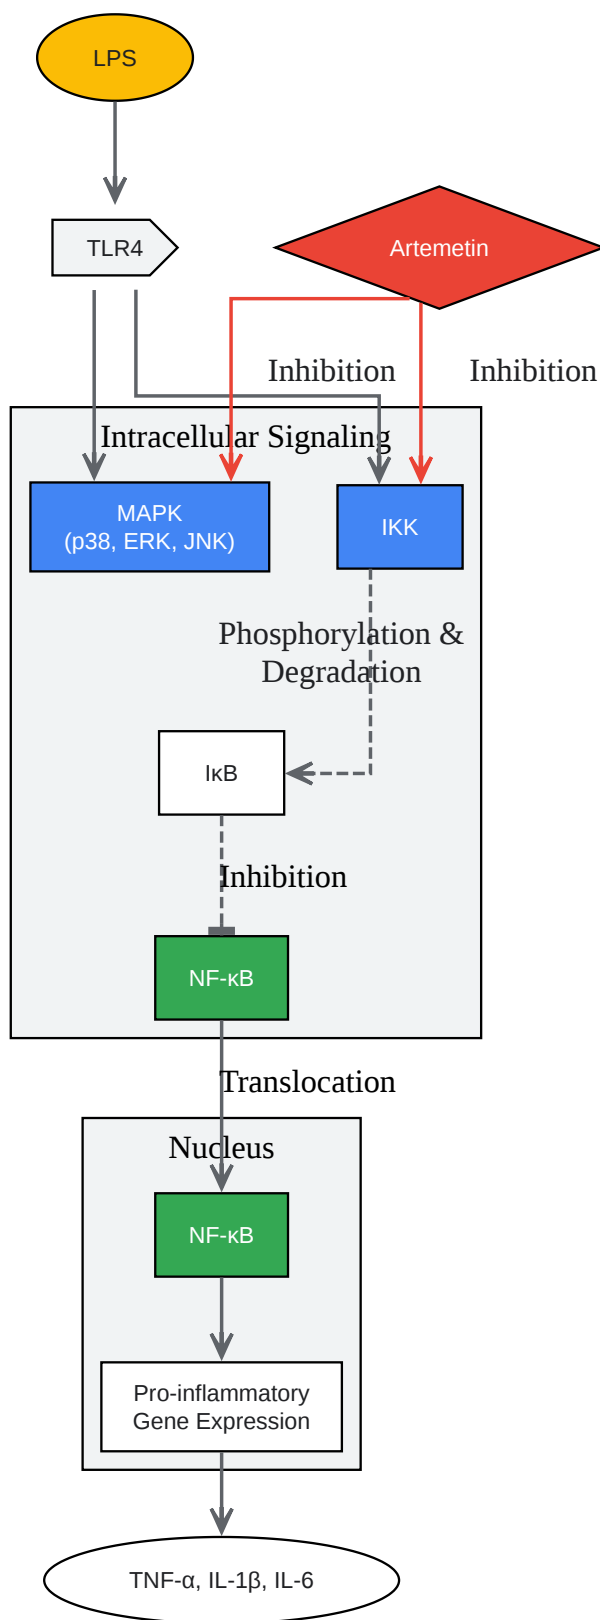 LPS
TLR4
Artemetin
Inhibition
Inhibition
Intracellular Signaling
MAPK
(p38, ERK, JNK)
IKK
Phosphorylation &
Degradation
IκB
Inhibition
NF-κB
Translocation
Nucleus
NF-κB
Pro-inflammatory
Gene Expression
TNF-α, IL-1β, IL-6